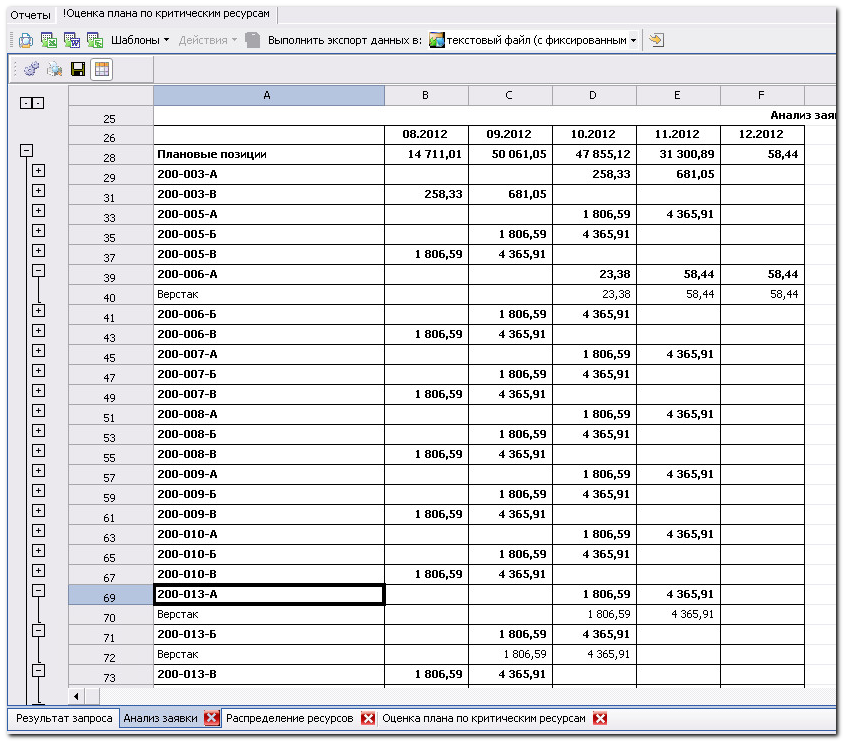 Отчеты !Оценка плана по критическим ресурсам
Шаблоны Действия Выполнить экспорт данных в: текстовый файл (с фиксированным
A B C D E F
25 Анализ зая
26 08.2012 09.2012 10.2012 11.2012 12.2012
28 Плановые позиции 14 711,01 50 061,05 47 855,12 31 300,89 58,44
29 200-003-А 258,33 681,05
31 200-003-В 258,33 681,05
33 200-005-А 1 806,59 4 365,91
35 200-005-Б 1 806,59 4 365,91
37 200-005-В 1 806,59 4 365,91
39 200-006-А 23,38 58,44 58,44
40 Верстак 23,38 58,44 58,44
41 200-006-Б 1 806,59 4 365,91
43 200-006-В 1 806,59 4 365,91
45 200-007-А 1 806,59 4 365,91
47 200-007-Б 1 806,59 4 365,91
49 200-007-В 1 806,59 4 365,91
51 200-008-А 1 806,59 4 365,91
53 200-008-Б 1 806,59 4 365,91
55 200-008-В 1 806,59 4 365,91
57 200-009-А 1 806,59 4 365,91
59 200-009-Б 1 806,59 4 365,91
61 200-009-В 1 806,59 4 365,91
63 200-010-А 1 806,59 4 365,91
65 200-010-Б 1 806,59 4 365,91
67 200-010-В 1 806,59 4 365,91
69 200-013-А 1 806,59 4 365,91
70 Верстак 1 806,59 4 365,91
71 200-013-Б 1 806,59 4 365,91
72 Верстак 1 806,59 4 365,91
73 200-013-В 1 806,59 4 365,91
Результат запроса Анализ заявки Распределение ресурсов Оценка плана по критическим ресурсам